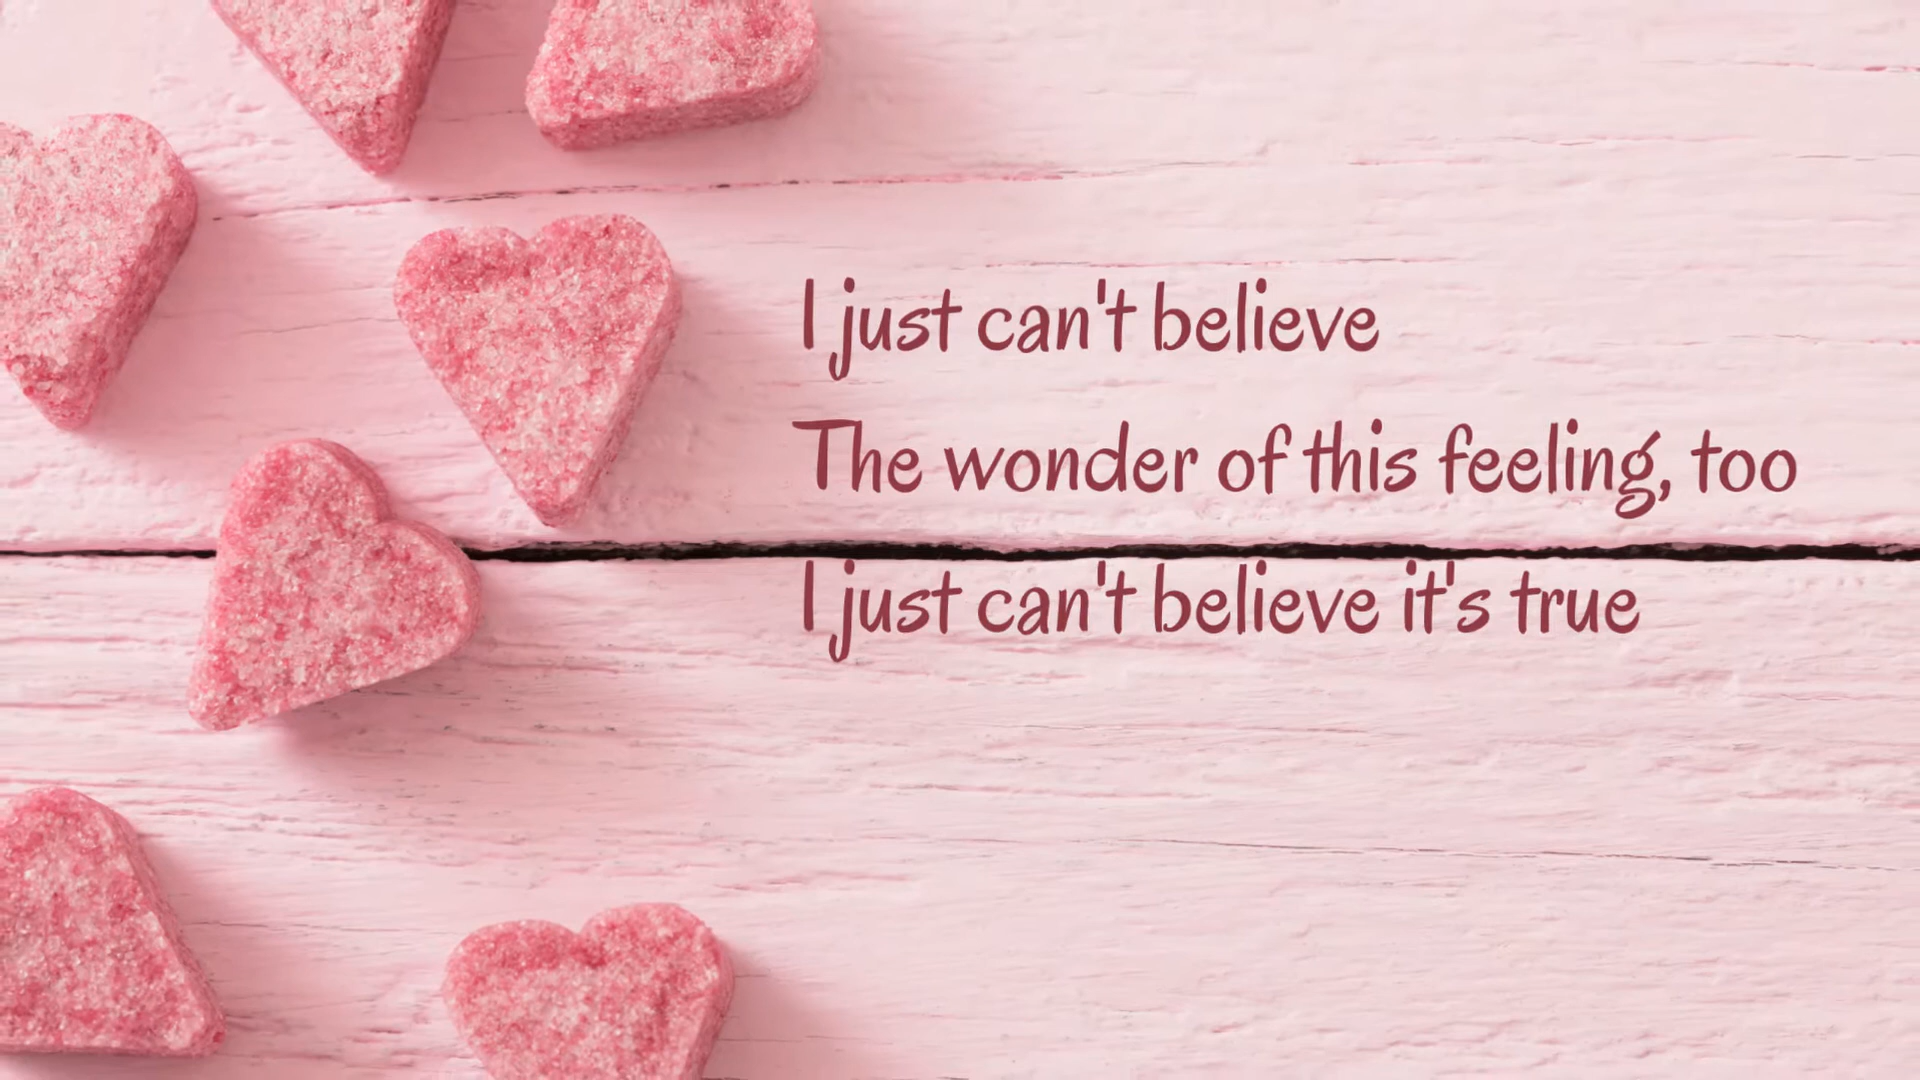 I just can't believe
The wonder of this feeling, too
I just can't believe it's true